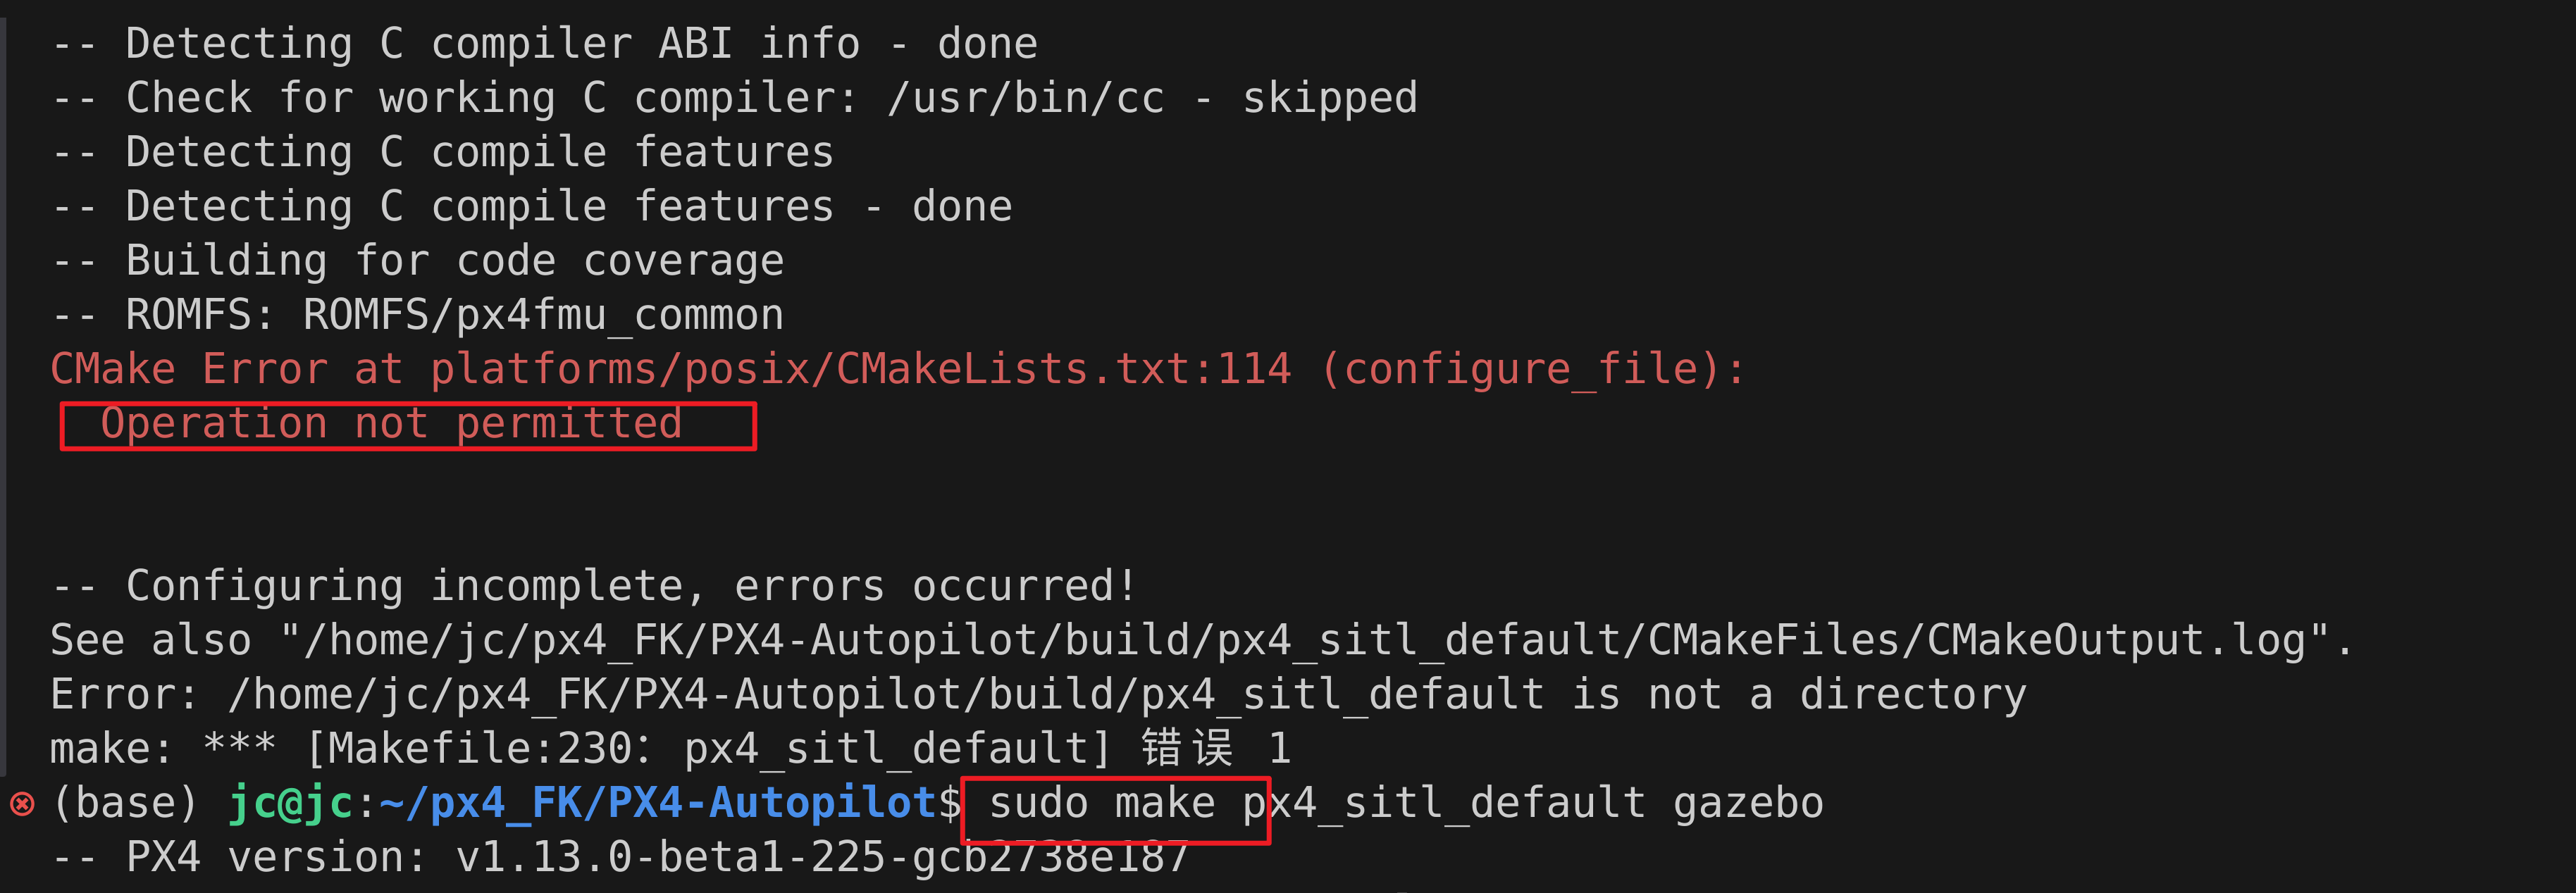 -- Detecting C compiler ABI info - done
-- Check for working C compiler: /usr/bin/cc - skipped
-- Detecting C compile features
-- Detecting C compile features - done
-- Building for code coverage
-- ROMFS: ROMFS/px4fmu_common
CMake Error at platforms/posix/CMakeLists.txt:114 (configure_file):
Operation not permitted
-- Configuring incomplete, errors occurred!
See also "/home/jc/px4_FK/PX4-Autopilot/build/px4_sitl_default/CMakeFiles/CMakeOutput.log".
Error: /home/jc/px4_FK/PX4-Autopilot/build/px4_sitl_default is not a directory
make: *** [Makefile:230：px4_sitl_default] 错误 1
(base) jc@jc:~/px4_FK/PX4-Autopilot$ sudo make px4_sitl_default gazebo
-- PX4 version: v1.13.0-beta1-225-gcb2738e187